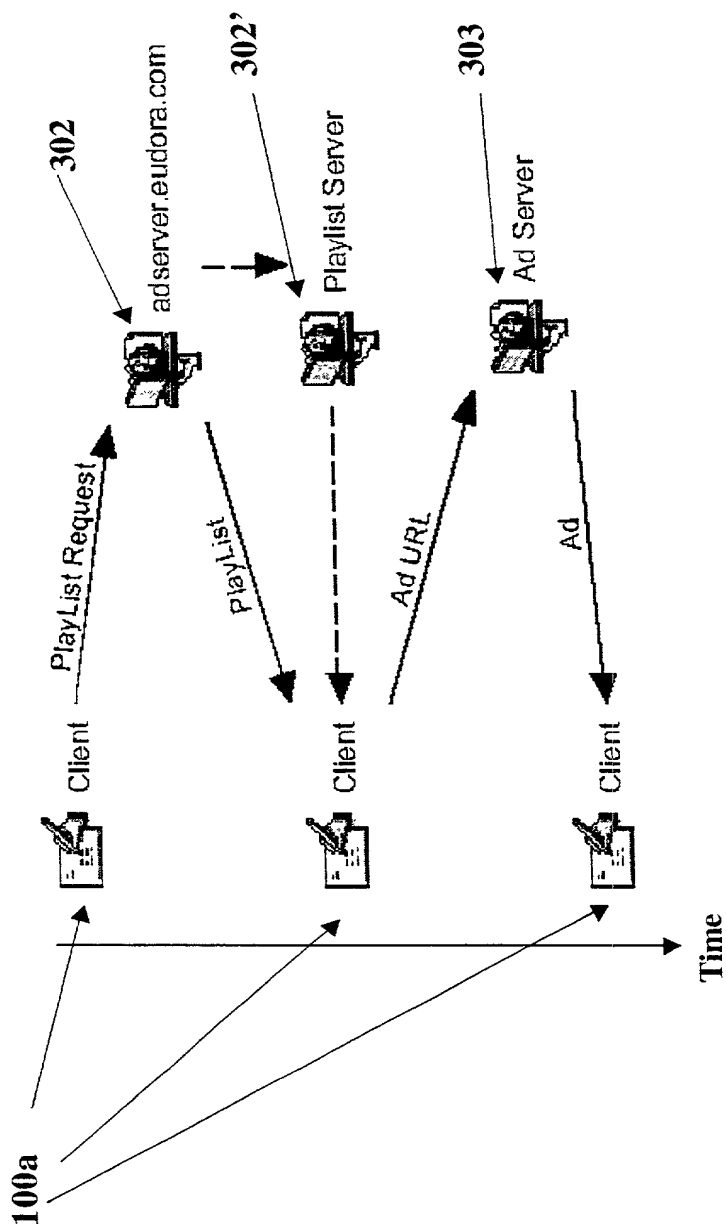 302
adserver.eudora.com
302’
Playlist Server
303
Ad Server
PlayList Request
PlayList
Ad URL
Ad
Client
Client
Client
Time
100a